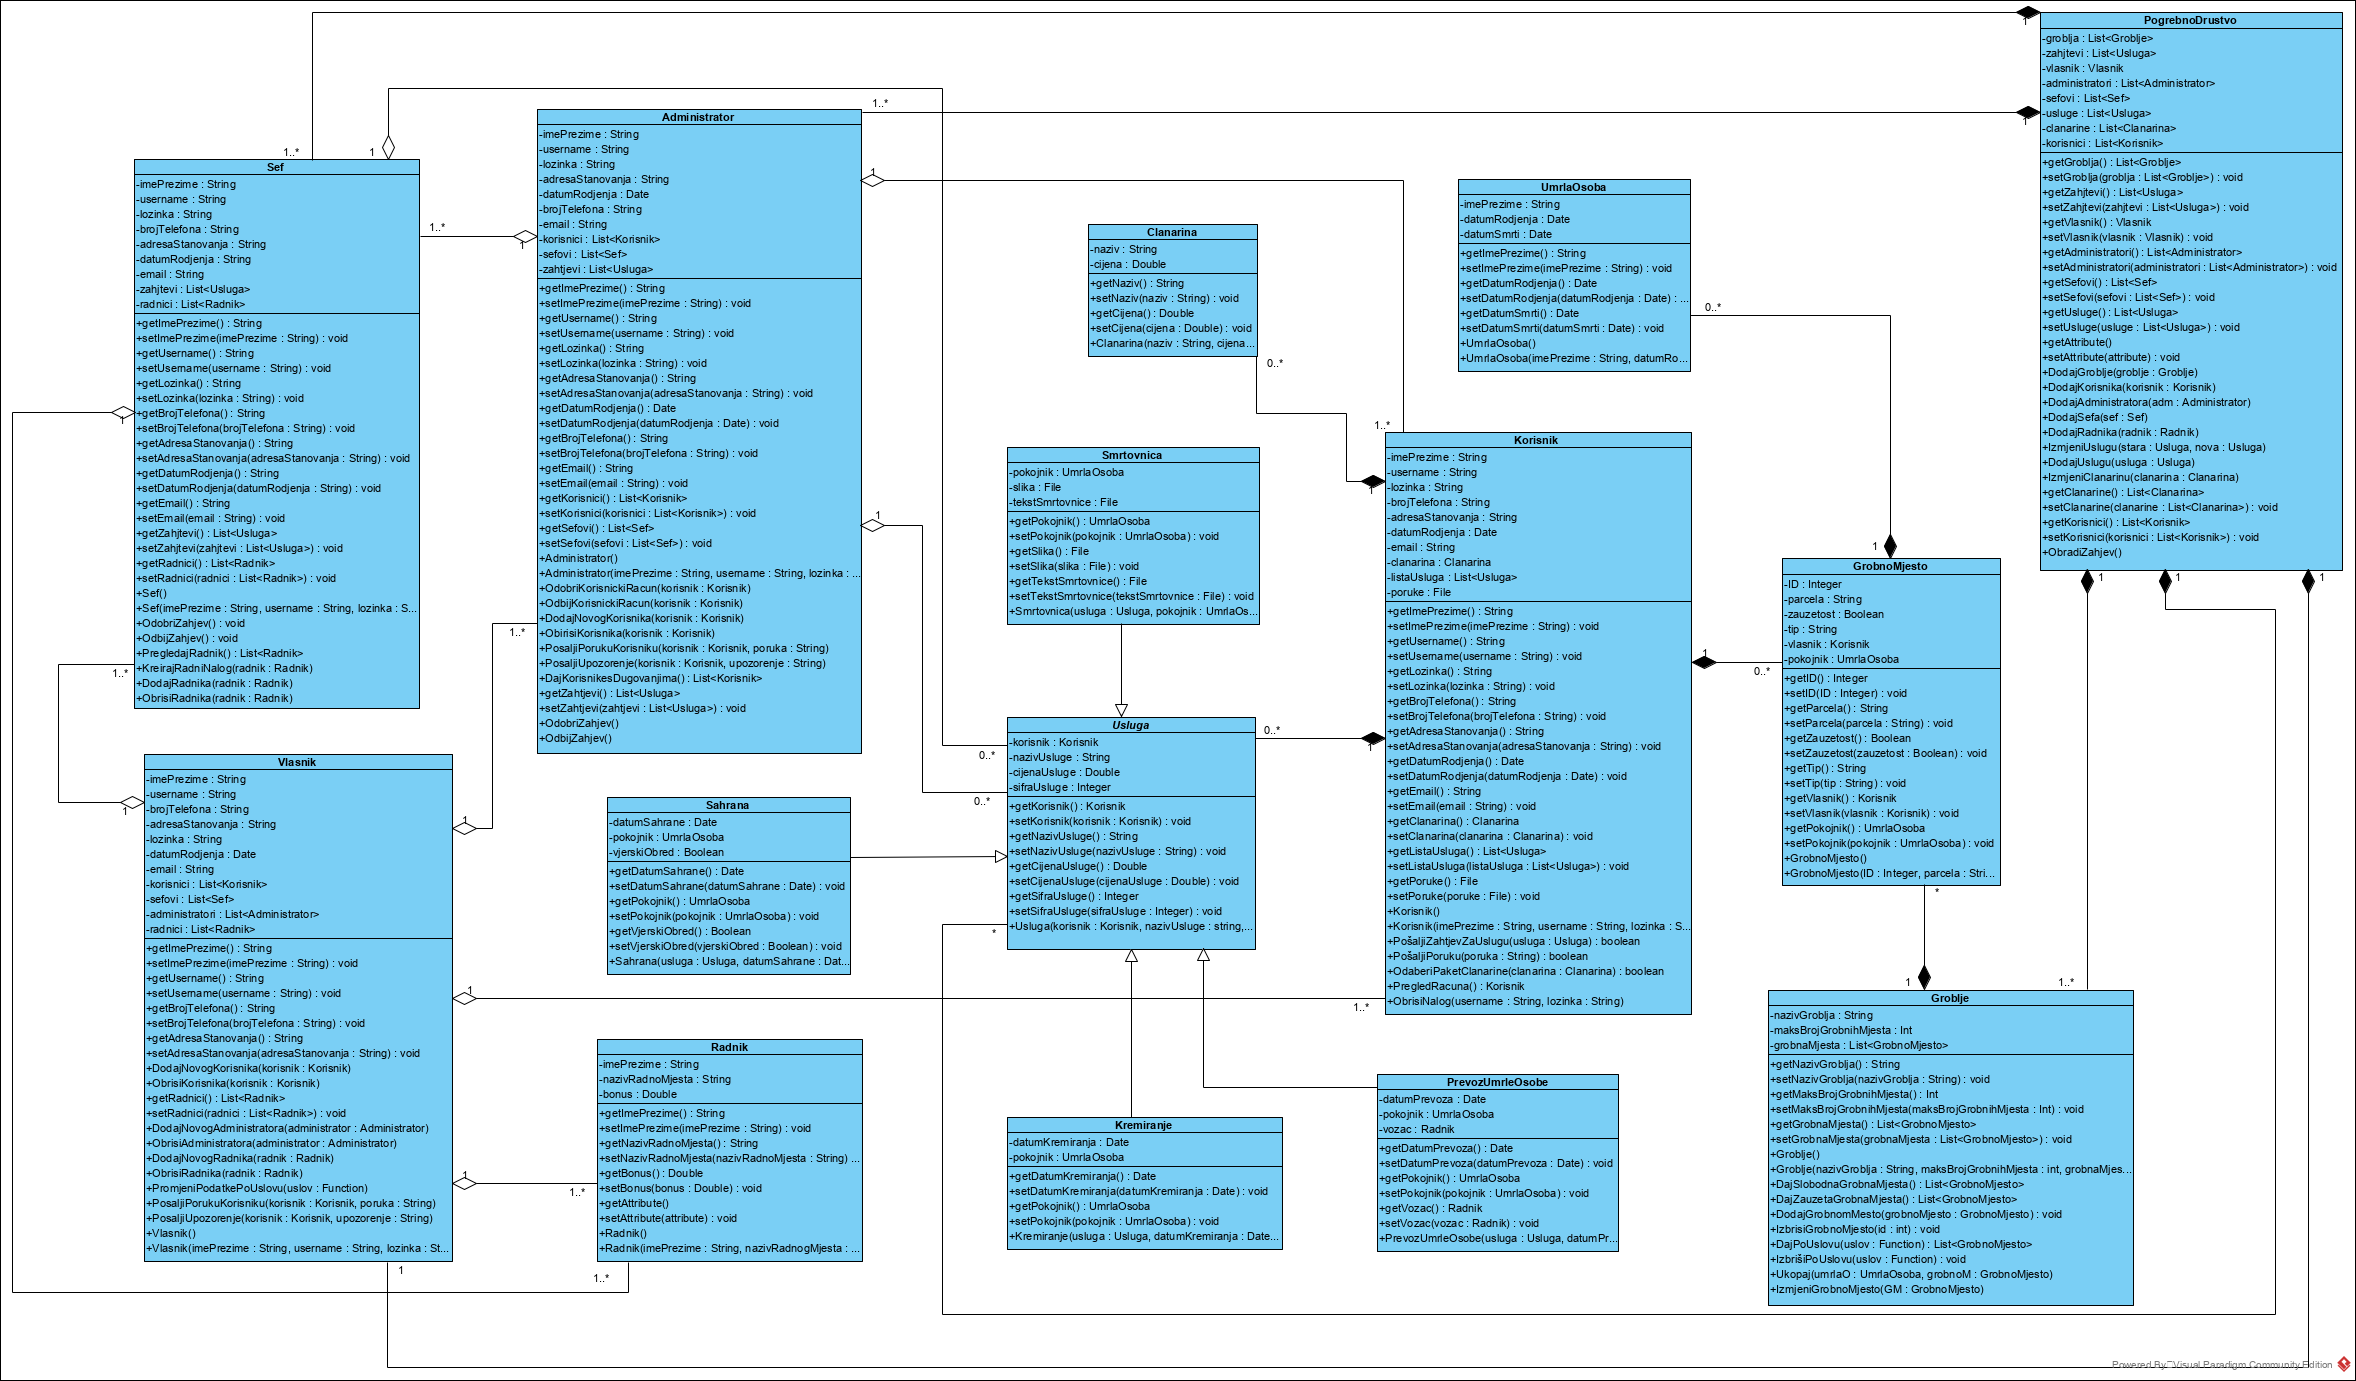 Sef
-imePrezime : String
-username : String
-lozinka : String
-brojTelefona : String
-adresaStanovanja : String
-datumRodjenja : String
-email : String
-zahjtevi : List<Usluga>
-radnici : List<Radnik>
+getImePrezime() : String
+setImePrezime(imePrezime : String) : void
+getUsername() : String
+setUsername(username : String) : void
+getLozinka() : String
+setLozinka(lozinka : String) : void
+getBrojTelefona() : String
+setBrojTelefona(brojTelefona : String) : void
+getAdresaStanovanja() : String
+setAdresaStanovanja(adresaStanovanja : String) : void
+getDatumRodjenja() : String
+setDatumRodjenja(datumRodjenja : String) : void
+getEmail() : String
+setEmail(email : String) : void
+getZahjtevi() : List<Usluga>
+setZahjtevi(zahjtevi : List<Usluga>) : void
+getRadnici() : List<Radnik>
+setRadnici(radnici : List<Radnik>) : void
+Sef()
+Sef(imePrezime : String, username : String, lozinka : S...
+OdobriZahjev() : void
+OdbijZahjev() : void
+PregledajRadnik() : List<Radnik>
+KreirajRadniNalog(radnik : Radnik)
+DodajRadnika(radnik : Radnik)
+ObrisiRadnika(radnik : Radnik)
Administrator
-imePrezime : String
-username : String
-lozinka : String
-adresaStanovanja : String
-datumRodjenja : Date
-brojTelefona : String
-email : String
-korisnici : List<Korisnik>
-sefovi : List<Sef>
-zahtjevi : List<Usluga>
+getImePrezime() : String
+setImePrezime(imePrezime : String) : void
+getUsername() : String
+setUsername(username : String) : void
+getLozinka() : String
+setLozinka(lozinka : String) : void
+getAdresaStanovanja() : String
+setAdresaStanovanja(adresaStanovanja : String) : void
+getDatumRodjenja() : Date
+setDatumRodjenja(datumRodjenja : Date) : void
+getBrojTelefona() : String
+setBrojTelefona(brojTelefona : String) : void
+getEmail() : String
+setEmail(email : String) : void
+getKorisnici() : List<Korisnik>
+setKorisnici(korisnici : List<Korisnik>) : void
+getSefovi() : List<Sef>
+setSefovi(sefovi : List<Sef>) : void
+Administrator()
+Administrator(imePrezime : String, username : String, lozinka : ...
+OdobriKorisnickiRacun(korisnik : Korisnik)
+OdbijKorisnickiRacun(korisnik : Korisnik)
+DodajNovogKorisnika(korisnik : Korisnik)
+ObirisiKorisnika(korisnik : Korisnik)
+PosaljiPorukuKorisniku(korisnik : Korisnik, poruka : String)
+PosaljiUpozorenje(korisnik : Korisnik, upozorenje : String)
+DajKorisnikesDugovanjima() : List<Korisnik>
+getZahtjevi() : List<Usluga>
+setZahtjevi(zahtjevi : List<Usluga>) : void
+OdobriZahjev()
+OdbijZahjev()
Clanarina
-naziv : String
-cijena : Double
+getNaziv() : String
+setNaziv(naziv : String) : void
+getCijena() : Double
+setCijena(cijena : Double) : void
+Clanarina(naziv : String, cijena...
UmrlaOsoba
-imePrezime : String
-datumRodjenja : Date
-datumSmrti : Date
+getImePrezime() : String
+setImePrezime(imePrezime : String) : void
+getDatumRodjenja() : Date
+setDatumRodjenja(datumRodjenja : Date) : ...
+getDatumSmrti() : Date
+setDatumSmrti(datumSmrti : Date) : void
+UmrlaOsoba()
+UmrlaOsoba(imePrezime : String, datumRo...
PogrebnoDrustvo
-groblja : List<Groblje>
-zahjtevi : List<Usluga>
-vlasnik : Vlasnik
-administratori : List<Administrator>
-sefovi : List<Sef>
-usluge : List<Usluga>
-clanarine : List<Clanarina>
-korisnici : List<Korisnik>
+getGroblja() : List<Groblje>
+setGroblja(groblja : List<Groblje>) : void
+getZahjtevi() : List<Usluga>
+setZahjtevi(zahjtevi : List<Usluga>) : void
+getVlasnik() : Vlasnik
+setVlasnik(vlasnik : Vlasnik) : void
+getAdministratori() : List<Administrator>
+setAdministratori(administratori : List<Administrator>) : void
+getSefovi() : List<Sef>
+setSefovi(sefovi : List<Sef>) : void
+getUsluge() : List<Usluga>
+setUsluge(usluge : List<Usluga>) : void
+getAttribute()
+setAttribute(attribute) : void
+DodajGroblje(groblje : Groblje)
+DodajKorisnika(korisnik : Korisnik)
+DodajAdministratora(adm : Administrator)
+DodajSefa(sef : Sef)
+DodajRadnika(radnik : Radnik)
+IzmjeniUslugu(stara : Usluga, nova : Usluga)
+DodajUslugu(usluga : Usluga)
+IzmjeniClanarinu(clanarina : Clanarina)
+getClanarine() : List<Clanarina>
+setClanarine(clanarine : List<Clanarina>) : void
+getKorisnici() : List<Korisnik>
+setKorisnici(korisnici : List<Korisnik>) : void
+ObradiZahjev()
Smrtovnica
-pokojnik : UmrlaOsoba
-slika : File
-tekstSmrtovnice : File
+getPokojnik() : UmrlaOsoba
+setPokojnik(pokojnik : UmrlaOsoba) : void
+getSlika() : File
+setSlika(slika : File) : void
+getTekstSmrtovnice() : File
+setTekstSmrtovnice(tekstSmrtovnice : File) : void
+Smrtovnica(usluga : Usluga, pokojnik : UmrlaOs...
Korisnik
-imePrezime : String
-username : String
-lozinka : String
-brojTelefona : String
-adresaStanovanja : String
-datumRodjenja : Date
-email : String
-clanarina : Clanarina
-listaUsluga : List<Usluga>
-poruke : File
+getImePrezime() : String
+setImePrezime(imePrezime : String) : void
+getUsername() : String
+setUsername(username : String) : void
+getLozinka() : String
+setLozinka(lozinka : String) : void
+getBrojTelefona() : String
+setBrojTelefona(brojTelefona : String) : void
+getAdresaStanovanja() : String
+setAdresaStanovanja(adresaStanovanja : String) : void
+getDatumRodjenja() : Date
+setDatumRodjenja(datumRodjenja : Date) : void
+getEmail() : String
+setEmail(email : String) : void
+getClanarina() : Clanarina
+setClanarina(clanarina : Clanarina) : void
+getListaUsluga() : List<Usluga>
+setListaUsluga(listaUsluga : List<Usluga>) : void
+getPoruke() : File
+setPoruke(poruke : File) : void
+Korisnik()
+Korisnik(imePrezime : String, username : String, lozinka : S...
+PošaljiZahtjevZaUslugu(usluga : Usluga) : boolean
+PošaljiPoruku(poruka : String) : boolean
+OdaberiPaketClanarine(clanarina : Clanarina) : boolean
+PregledRacuna() : Korisnik
+ObrisiNalog(username : String, lozinka : String)
GrobnoMjesto
-ID : Integer
-parcela : String
-zauzetost : Boolean
-tip : String
-vlasnik : Korisnik
-pokojnik : UmrlaOsoba
+getID() : Integer
+setID(ID : Integer) : void
+getParcela() : String
+setParcela(parcela : String) : void
+getZauzetost() : Boolean
+setZauzetost(zauzetost : Boolean) : void
+getTip() : String
+setTip(tip : String) : void
+getVlasnik() : Korisnik
+setVlasnik(vlasnik : Korisnik) : void
+getPokojnik() : UmrlaOsoba
+setPokojnik(pokojnik : UmrlaOsoba) : void
+GrobnoMjesto()
+GrobnoMjesto(ID : Integer, parcela : Stri...
Usluga
-korisnik : Korisnik
-nazivUsluge : String
-cijenaUsluge : Double
-sifraUsluge : Integer
+getKorisnik() : Korisnik
+setKorisnik(korisnik : Korisnik) : void
+getNazivUsluge() : String
+setNazivUsluge(nazivUsluge : String) : void
+getCijenaUsluge() : Double
+setCijenaUsluge(cijenaUsluge : Double) : void
+getSifraUsluge() : Integer
+setSifraUsluge(sifraUsluge : Integer) : void
+Usluga(korisnik : Korisnik, nazivUsluge : string,...
Vlasnik
-imePrezime : String
-username : String
-brojTelefona : String
-adresaStanovanja : String
-lozinka : String
-datumRodjenja : Date
-email : String
-korisnici : List<Korisnik>
-sefovi : List<Sef>
-administratori : List<Administrator>
-radnici : List<Radnik>
+getImePrezime() : String
+setImePrezime(imePrezime : String) : void
+getUsername() : String
+setUsername(username : String) : void
+getBrojTelefona() : String
+setBrojTelefona(brojTelefona : String) : void
+getAdresaStanovanja() : String
+setAdresaStanovanja(adresaStanovanja : String) : void
+DodajNovogKorisnika(korisnik : Korisnik)
+ObrisiKorisnika(korisnik : Korisnik)
+getRadnici() : List<Radnik>
+setRadnici(radnici : List<Radnik>) : void
+DodajNovogAdministratora(administrator : Administrator)
+ObrisiAdministratora(administrator : Administrator)
+DodajNovogRadnika(radnik : Radnik)
+ObrisiRadnika(radnik : Radnik)
+PromjeniPodatkePoUslovu(uslov : Function)
+PosaljiPorukuKorisniku(korisnik : Korisnik, poruka : String)
+PosaljiUpozorenje(korisnik : Korisnik, upozorenje : String)
+Vlasnik()
+Vlasnik(imePrezime : String, username : String, lozinka : St...
Sahrana
-datumSahrane : Date
-pokojnik : UmrlaOsoba
-vjerskiObred : Boolean
+getDatumSahrane() : Date
+setDatumSahrane(datumSahrane : Date) : void
+getPokojnik() : UmrlaOsoba
+setPokojnik(pokojnik : UmrlaOsoba) : void
+getVjerskiObred() : Boolean
+setVjerskiObred(vjerskiObred : Boolean) : void
+Sahrana(usluga : Usluga, datumSahrane : Dat...
Radnik
-imePrezime : String
-nazivRadnoMjesta : String
-bonus : Double
+getImePrezime() : String
+setImePrezime(imePrezime : String) : void
+getNazivRadnoMjesta() : String
+setNazivRadnoMjesta(nazivRadnoMjesta : String) ...
+getBonus() : Double
+setBonus(bonus : Double) : void
+getAttribute()
+setAttribute(attribute) : void
+Radnik()
+Radnik(imePrezime : String, nazivRadnogMjesta : ...
Kremiranje
-datumKremiranja : Date
-pokojnik : UmrlaOsoba
+getDatumKremiranja() : Date
+setDatumKremiranja(datumKremiranja : Date) : void
+getPokojnik() : UmrlaOsoba
+setPokojnik(pokojnik : UmrlaOsoba) : void
+Kremiranje(usluga : Usluga, datumKremiranja : Date...
PrevozUmrleOsobe
-datumPrevoza : Date
-pokojnik : UmrlaOsoba
-vozac : Radnik
+getDatumPrevoza() : Date
+setDatumPrevoza(datumPrevoza : Date) : void
+getPokojnik() : UmrlaOsoba
+setPokojnik(pokojnik : UmrlaOsoba) : void
+getVozac() : Radnik
+setVozac(vozac : Radnik) : void
+PrevozUmrleOsobe(usluga : Usluga, datumPr...
Groblje
-nazivGroblja : String
-maksBrojGrobnihMjesta : Int
-grobnaMjesta : List<GrobnoMjesto>
+getNazivGroblja() : String
+setNazivGroblja(nazivGroblja : String) : void
+getMaksBrojGrobnihMjesta() : Int
+setMaksBrojGrobnihMjesta(maksBrojGrobnihMjesta : Int) : void
+getGrobnaMjesta() : List<GrobnoMjesto>
+setGrobnaMjesta(grobnaMjesta : List<GrobnoMjesto>) : void
+Groblje()
+Groblje(nazivGroblja : String, maksBrojGrobnihMjesta : int, grobnaMjes...
+DajSlobodnaGrobnaMjesta() : List<GrobnoMjesto>
+DajZauzetaGrobnaMjesta() : List<GrobnoMjesto>
+DodajGrobnomMesto(grobnoMjesto : GrobnoMjesto) : void
+IzbrisiGrobnoMjesto(id : int) : void
+DajPoUslovu(uslov : Function) : List<GrobnoMjesto>
+IzbrišiPoUslovu(uslov : Function) : void
+Ukopaj(umrlaO : UmrlaOsoba, grobnoM : GrobnoMjesto)
+IzmjeniGrobnoMjesto(GM : GrobnoMjesto)
1
1..*
1
1..*
1
1..*
1
1
0..*
0..*
1
1..*
1
1
0..*
1
1..*
1..*
1
1
0..*
0..*
1
0..*
1
1
1
1
1
*
1
1..*
1
1..*
1
1..*
1..*
*
1
Powered By Visual Paradigm Community Edition